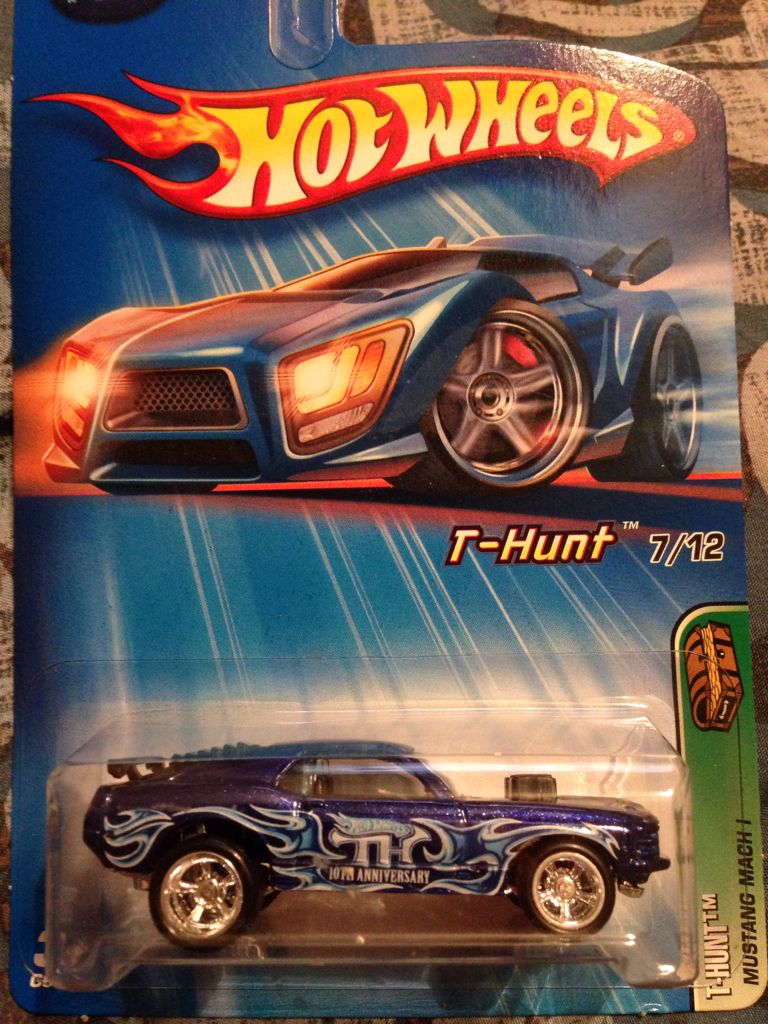 HOT WHEELS®
T-Hunt™ 7/12
Hot Wheels
TH
10TH ANNIVERSARY
T-HUNT™
MUSTANG MACH I